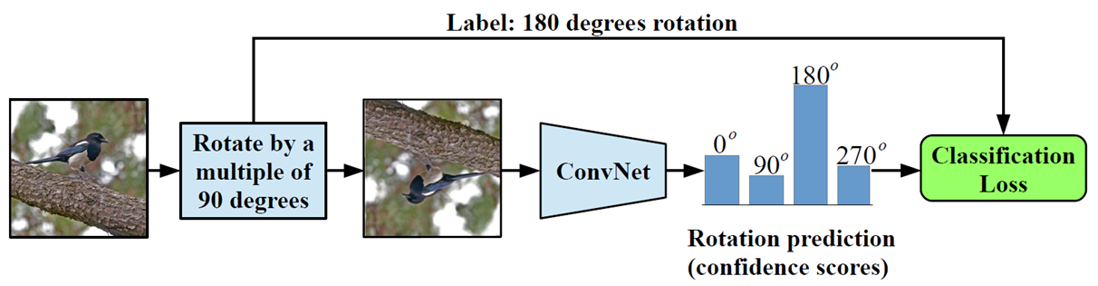 Label: 180 degrees rotation
Rotate by a
multiple of
90 degrees
ConvNet
0°
90°
180°
270°
Rotation prediction
(confidence scores)
Classification
Loss